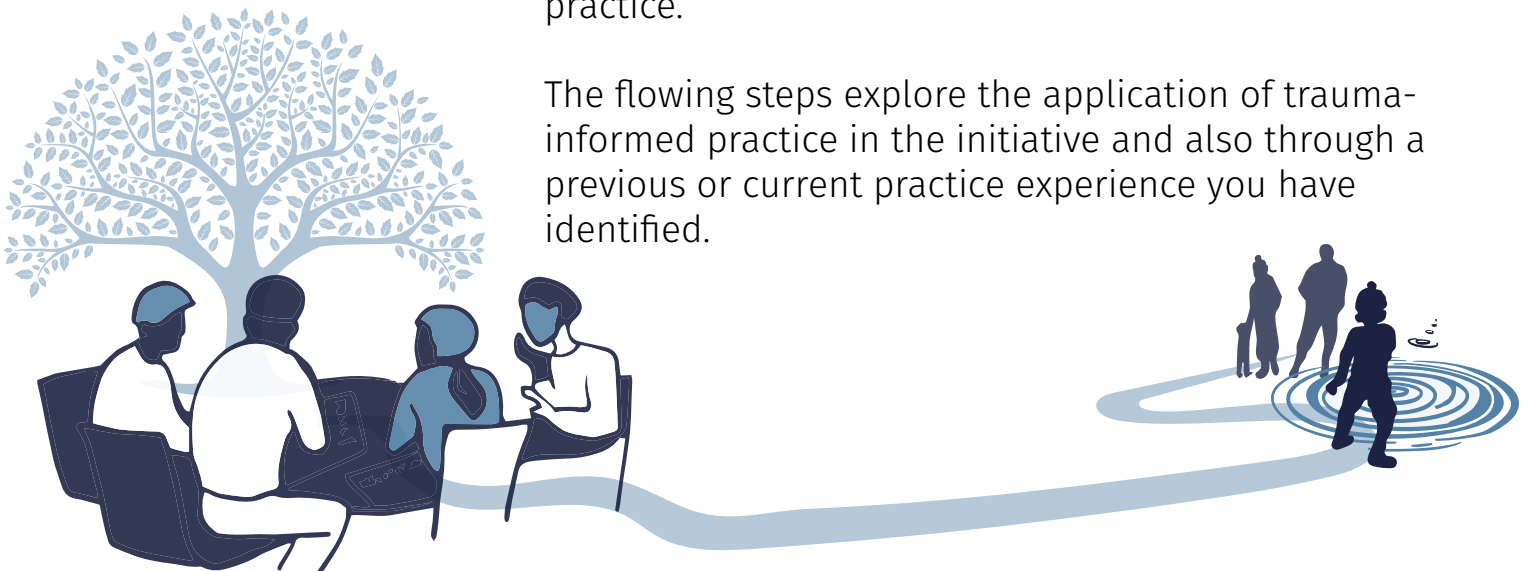 practice.
The flowing steps explore the application of trauma-
informed practice in the initiative and also through a
previous or current practice experience you have
identified.